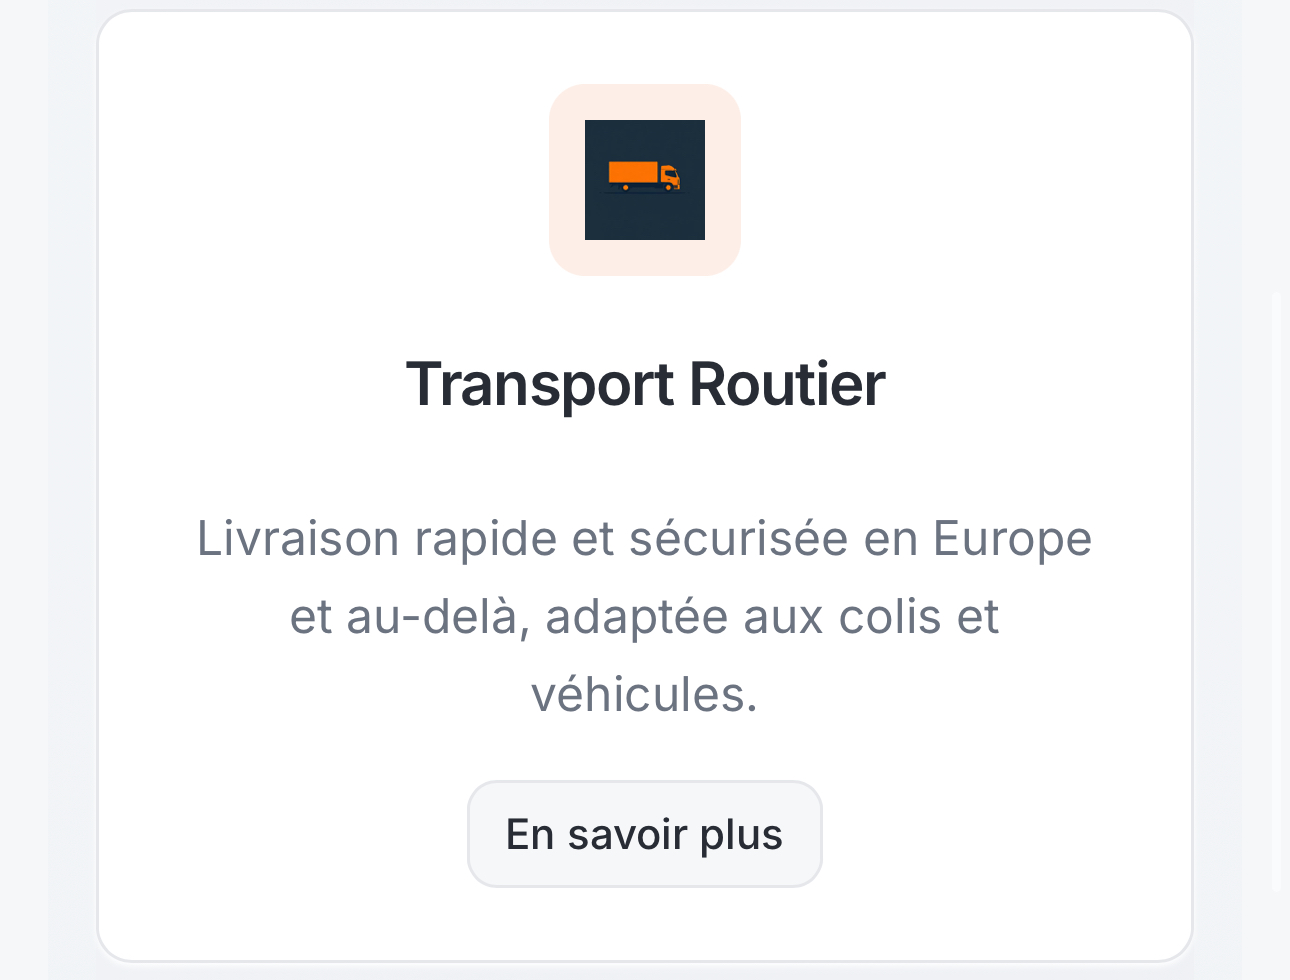 Transport Routier
Livraison rapide et sécurisée en Europe
et au-delà, adaptée aux colis et
véhicules.
En savoir plus